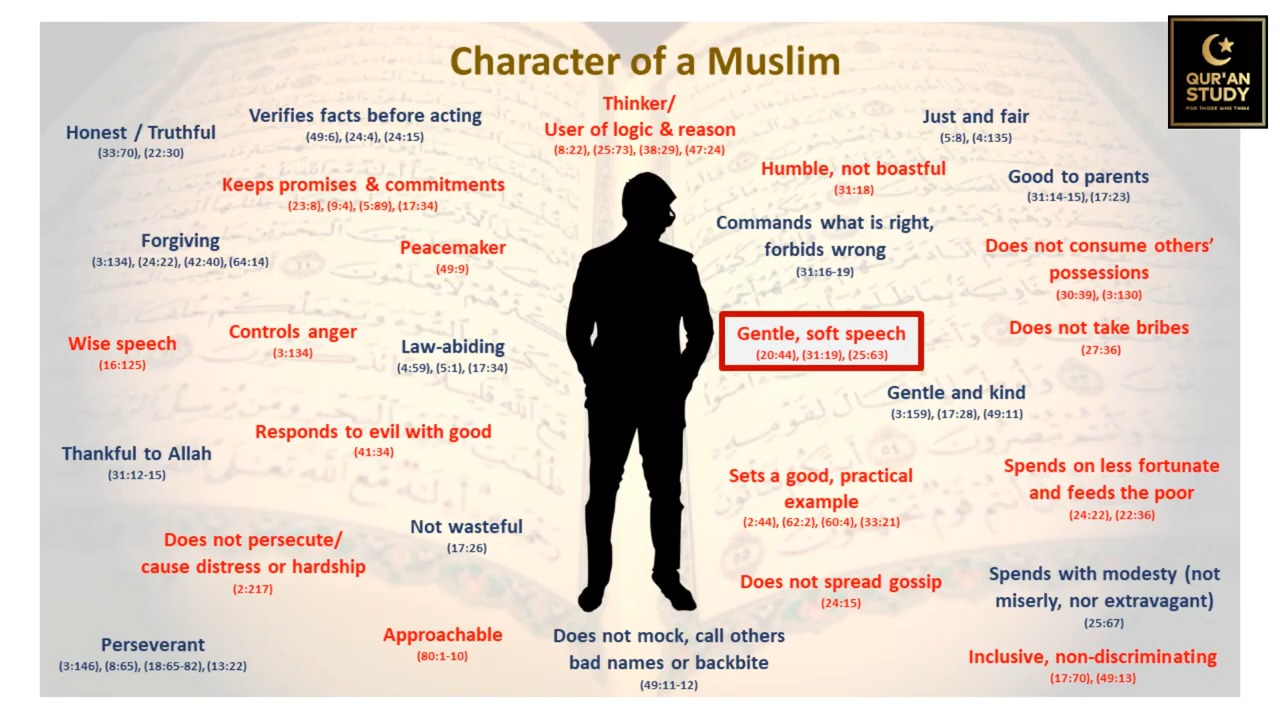 Character of a Muslim
QUR'AN
STUDY
FOR THOSE WHO THINK
Honest / Truthful
(33:70), (22:30)
Verifies facts before acting
(49:6), (24:4), (24:15)
Thinker/
User of logic & reason
(8:22), (25:73), (38:29), (47:24)
Just and fair
(5:8), (4:135)
Keeps promises & commitments
(23:8), (9:4), (5:89), (17:34)
Humble, not boastful
(31:18)
Good to parents
(31:14-15), (17:23)
Forgiving
(3:134), (24:22), (42:40), (64:14)
Peacemaker
(49:9)
Commands what is right,
forbids wrong
(31:16-19)
Does not consume others’
possessions
(30:39), (3:130)
Wise speech
(16:125)
Controls anger
(3:134)
Law-abiding
(4:59), (5:1), (17:34)
Gentle, soft speech
(20:44), (31:19), (25:63)
Does not take bribes
(27:36)
Gentle and kind
(3:159), (17:28), (49:11)
Thankful to Allah
(31:12-15)
Responds to evil with good
(41:34)
Sets a good, practical
example
(2:44), (62:2), (60:4), (33:21)
Spends on less fortunate
and feeds the poor
(24:22), (22:36)
Does not persecute/
cause distress or hardship
(2:217)
Not wasteful
(17:26)
Does not spread gossip
(24:15)
Spends with modesty (not
miserly, nor extravagant)
(25:67)
Perseverant
(3:146), (8:65), (18:65-82), (13:22)
Approachable
(80:1-10)
Does not mock, call others
bad names or backbite
(49:11-12)
Inclusive, non-discriminating
(17:70), (49:13)